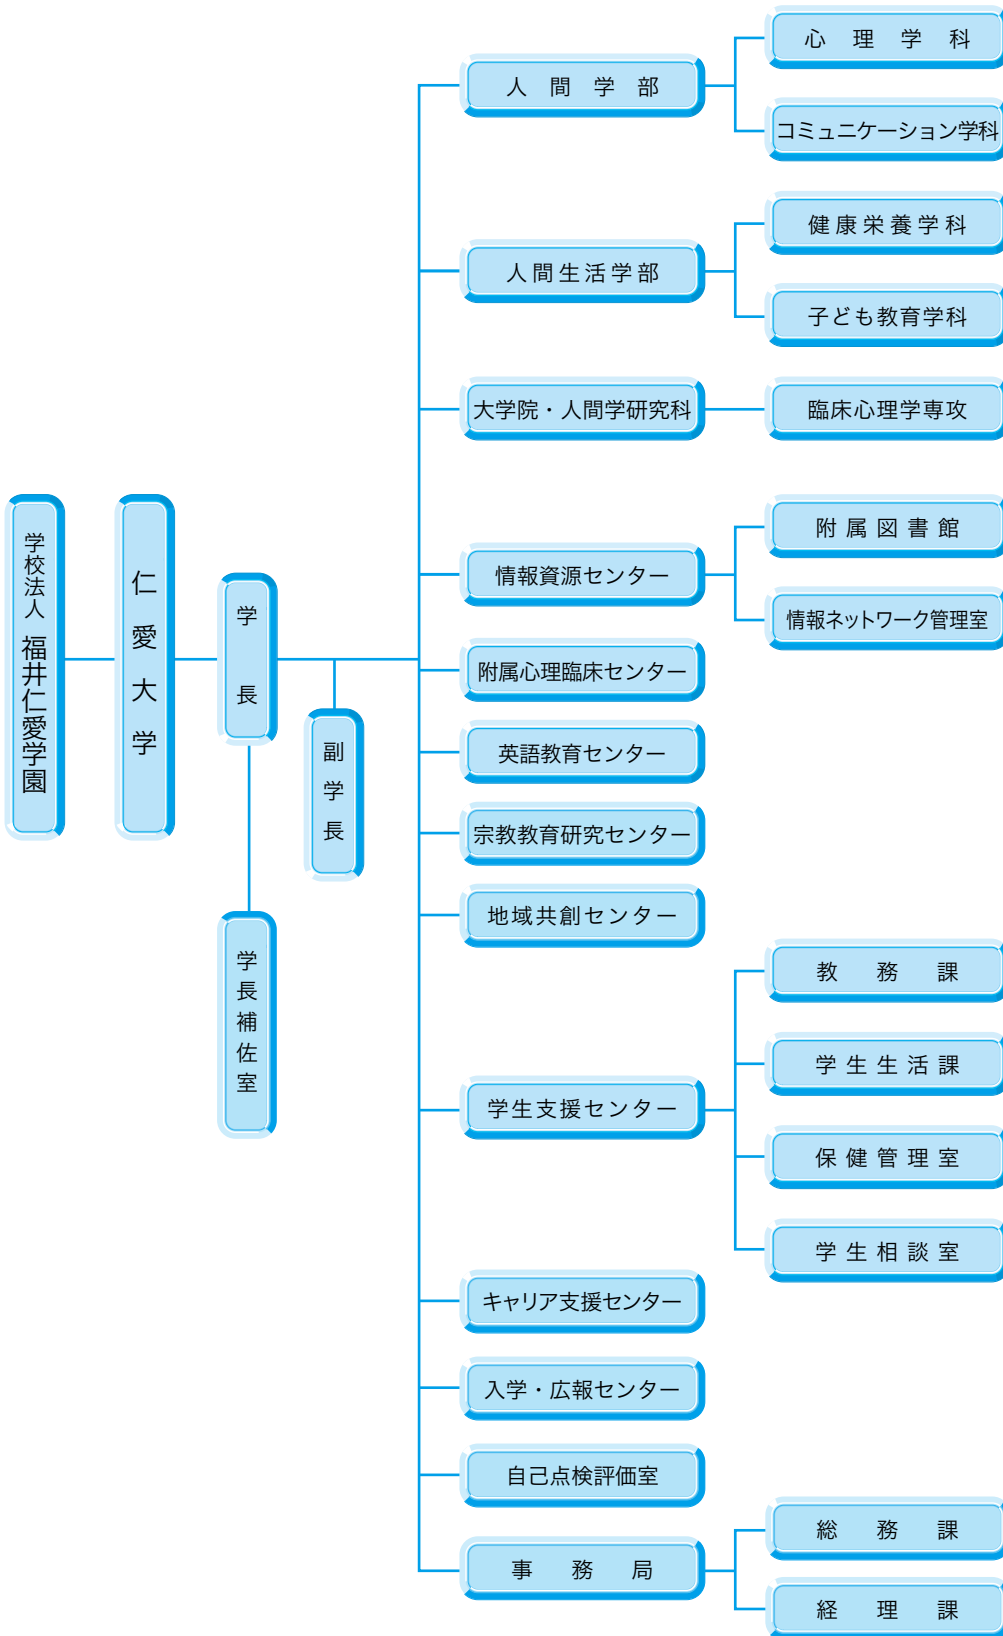 学校法人 福井仁愛学園
仁愛大学
学長
副学長
学長補佐室
人間学部
心理学科
コミュニケーション学科
人間生活学部
健康栄養学科
子ども教育学科
大学院・人間学研究科
臨床心理学専攻
情報資源センター
附属図書館
情報ネットワーク管理室
附属心理臨床センター
英語教育センター
宗教教育研究センター
地域共創センター
学生支援センター
教務課
学生生活課
保健管理室
学生相談室
キャリア支援センター
入学・広報センター
自己点検評価室
事務局
総務課
経理課